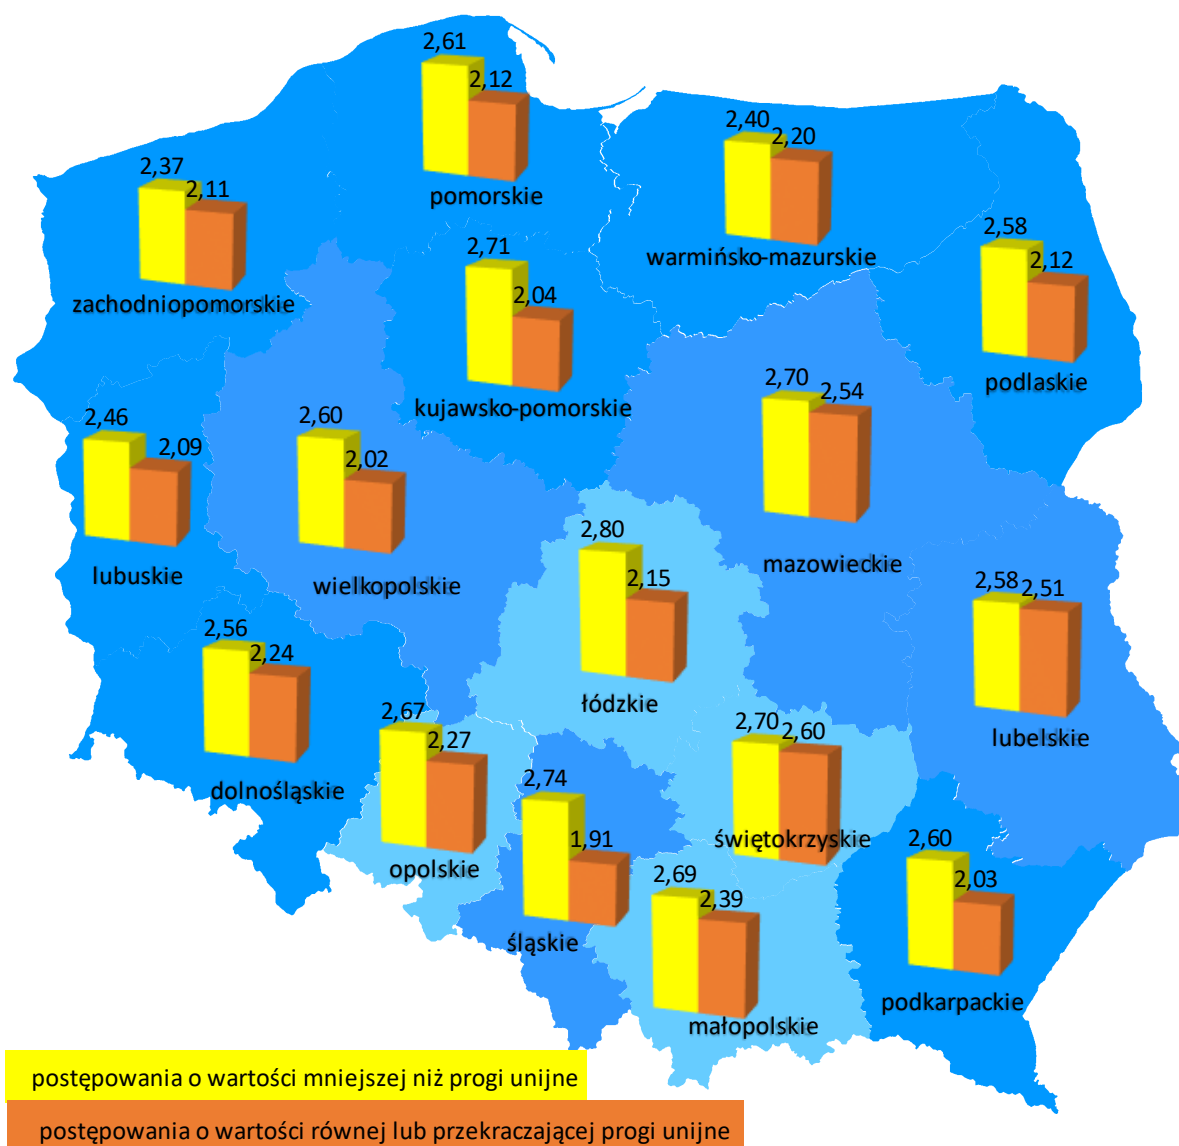 2,61
2,12
pomorskie
2,40
2,20
warmińsko-mazurskie
2,37
2,11
zachodniopomorskie
2,58
2,12
podlaskie
2,71
2,04
kujawsko-pomorskie
2,70
2,54
mazowieckie
2,46
2,09
lubuskie
2,60
2,02
wielkopolskie
2,80
2,15
łódzkie
2,58
2,51
lubelskie
2,56
2,24
dolnośląskie
2,67
2,27
opolskie
2,74
1,91
śląskie
2,70
2,60
świętokrzyskie
2,69
2,39
małopolskie
2,60
2,03
podkarpackie
postępowania o wartości mniejszej niż progi unijne
postępowania o wartości równej lub przekraczającej progi unijne